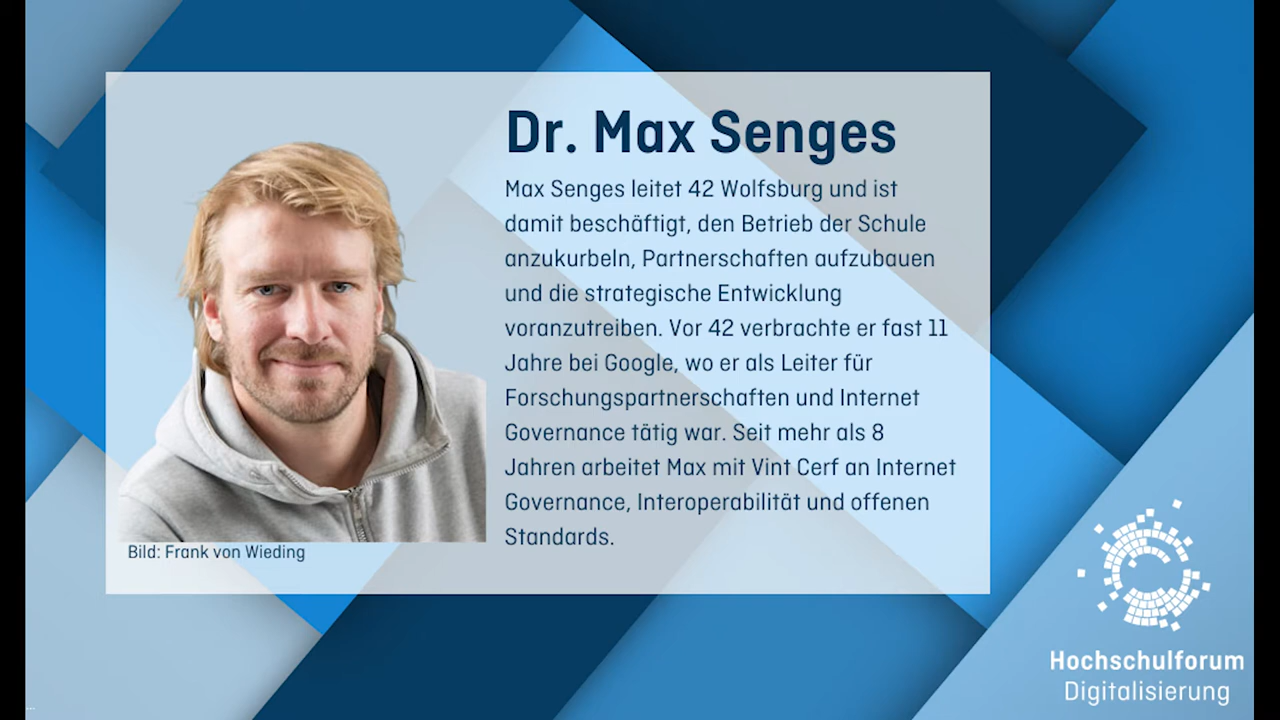 Dr. Max Senges
Max Senges leitet 42 Wolfsburg und ist
damit beschäftigt, den Betrieb der Schule
anzukurbeln, Partnerschaften aufzubauen
und die strategische Entwicklung
voranzutreiben. Vor 42 verbrachte er fast 11
Jahre bei Google, wo er als Leiter für
Forschungspartnerschaften und Internet
Governance tätig war. Seit mehr als 8
Jahren arbeitet Max mit Vint Cerf an Internet
Governance, Interoperabilität und offenen
Standards.
Bild: Frank von Wieding
Hochschulforum
Digitalisierung